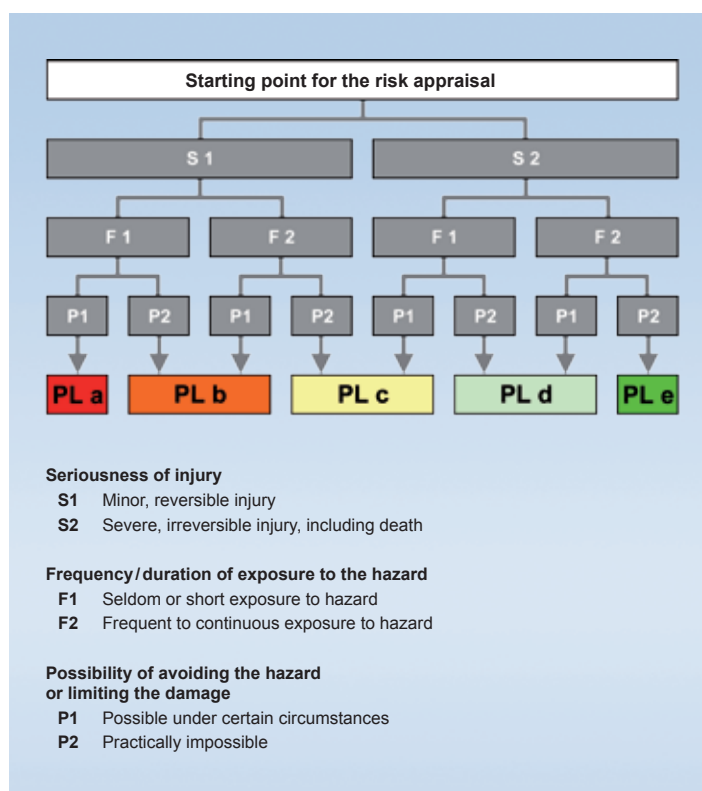 Starting point for the risk appraisal
S 1 S 2
F 1 F 2 F 1 F 2
P1 P2 P1 P2 P1 P2 P1 P2
PL a PL b PL c PL d PL e
Seriousness of injury
S1 Minor, reversible injury
S2 Severe, irreversible injury, including death
Frequency/duration of exposure to the hazard
F1 Seldom or short exposure to hazard
F2 Frequent to continuous exposure to hazard
Possibility of avoiding the hazard
or limiting the damage
P1 Possible under certain circumstances
P2 Practically impossible